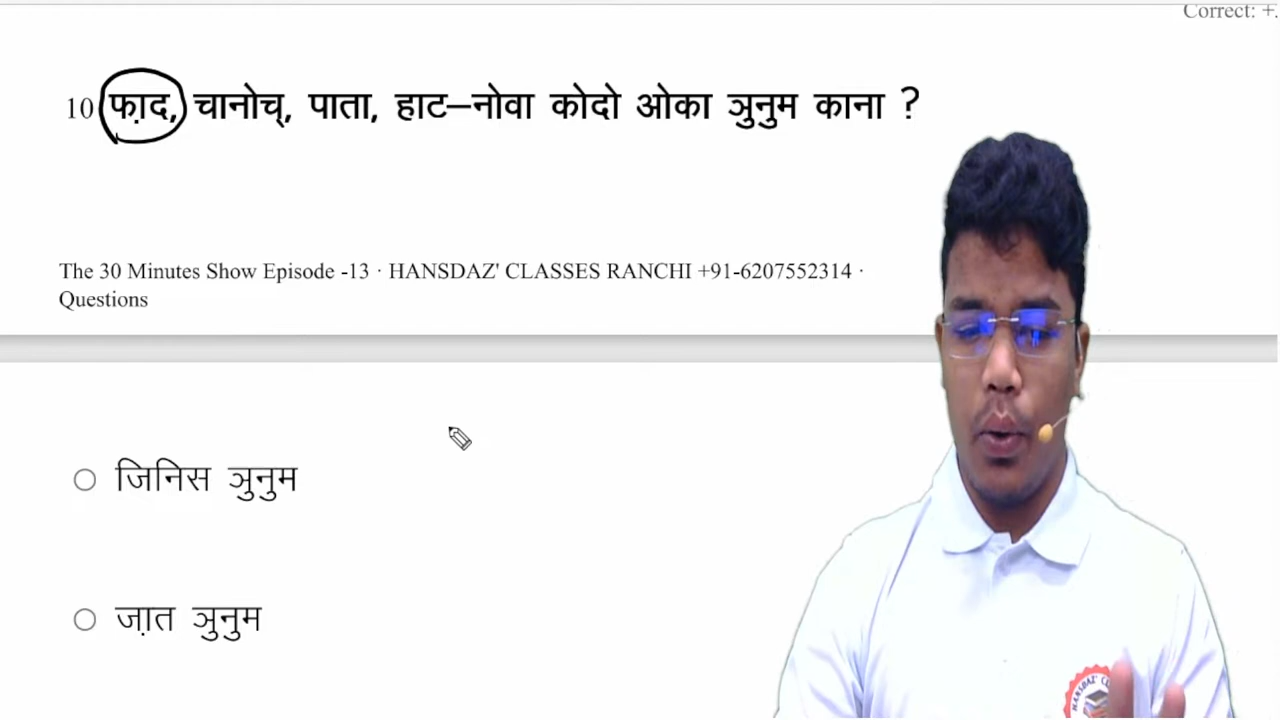 Correct: +
10 फा़द, चानोच्, पाता, हाट–नोवा कोदो ओका ञुनुम काना ?
The 30 Minutes Show Episode -13 · HANSDAZ' CLASSES RANCHI +91-6207552314 ·
Questions
जिनिस ञुनुम
जा़त ञुनुम